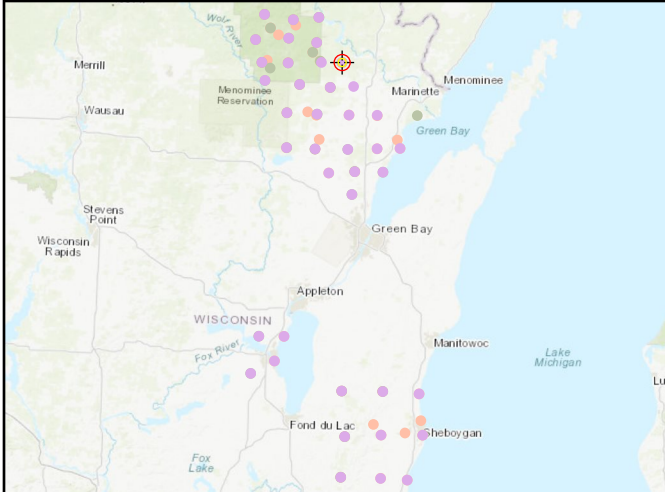 Wolf
River
Merrill
Menominee
Menominee
Reservation
Marinette
Wausau
Green Bay
Stevens
Point
Green Bay
Wisconsin
Rapids
Appleton
WISCONSIN
Manitowoc
Fox River
Lake
Michigan
Lu
Fond du Lac
Sheboygan
Fox
Lake